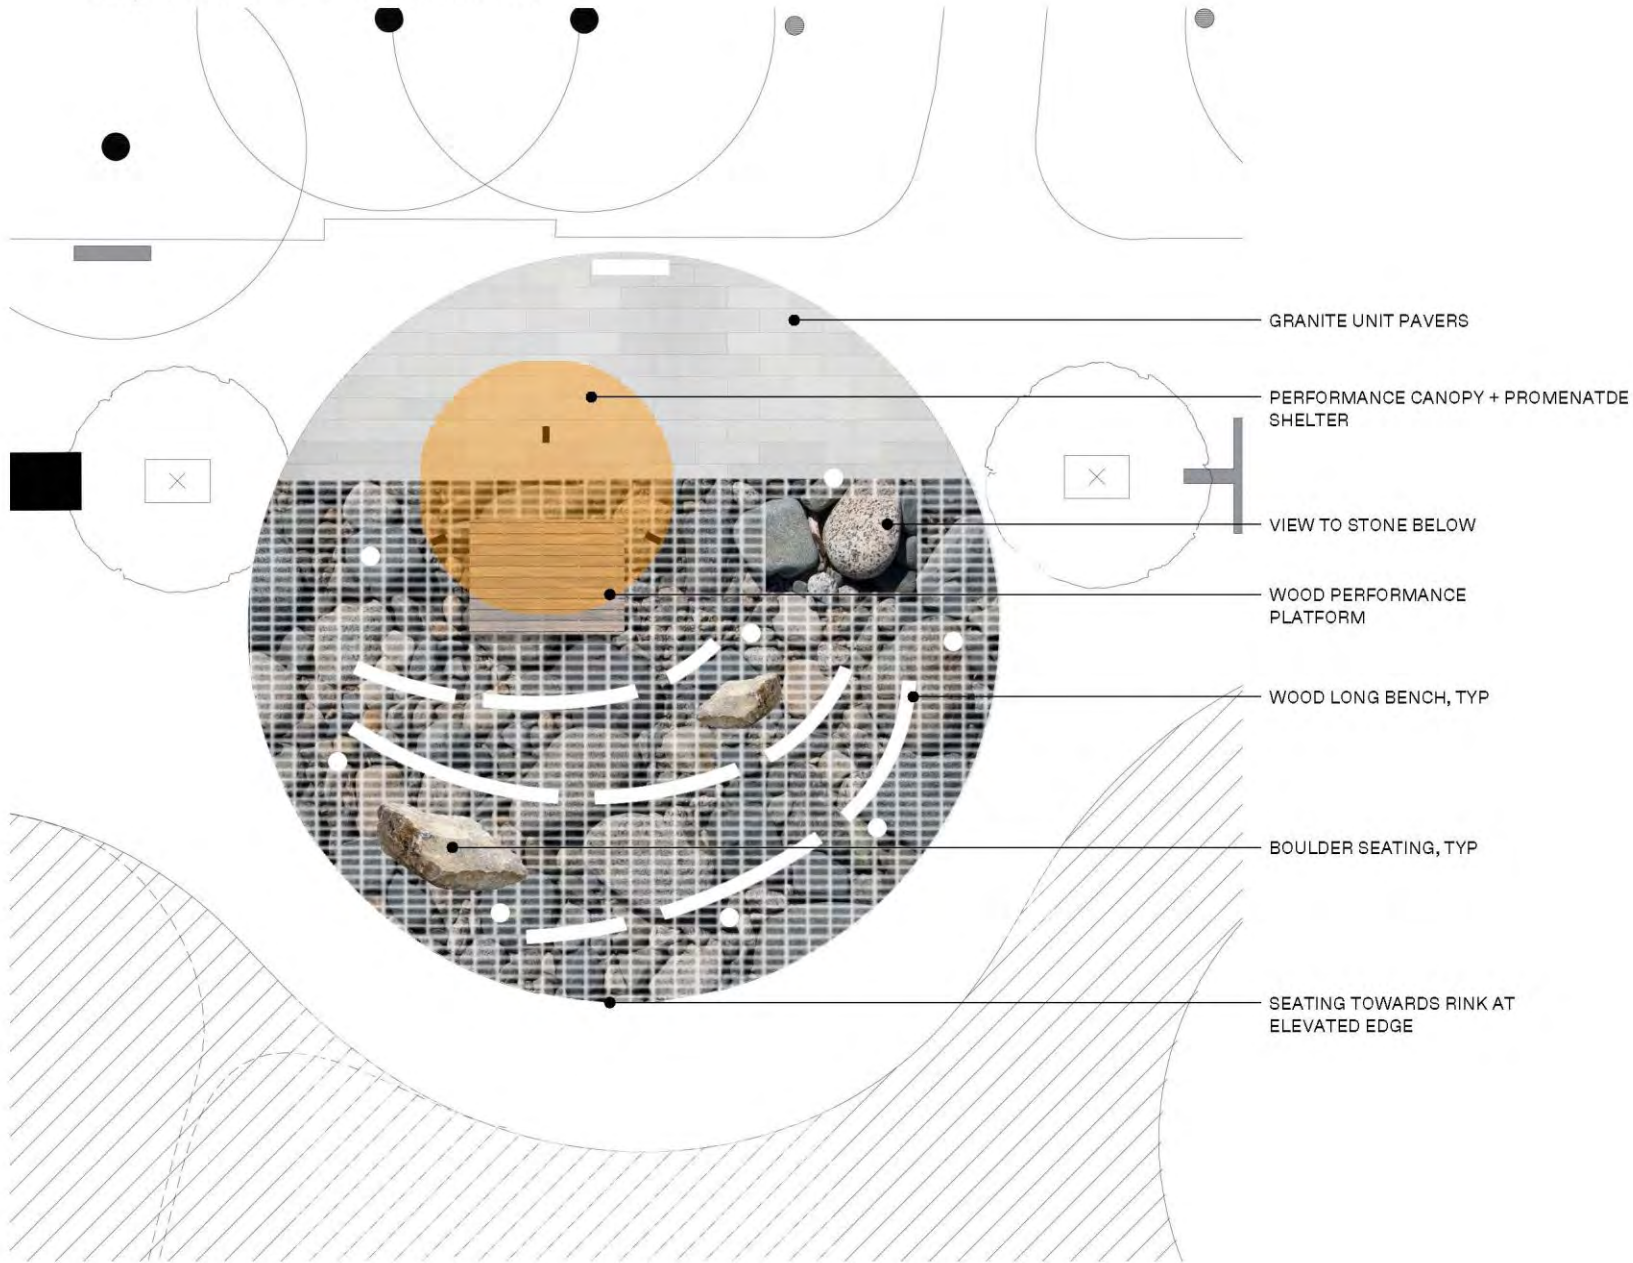 GRANITE UNIT PAVERS
PERFORMANCE CANOPY + PROMENATDE
SHELTER
VIEW TO STONE BELOW
WOOD PERFORMANCE
PLATFORM
WOOD LONG BENCH, TYP
BOULDER SEATING, TYP
SEATING TOWARDS RINK AT
ELEVATED EDGE